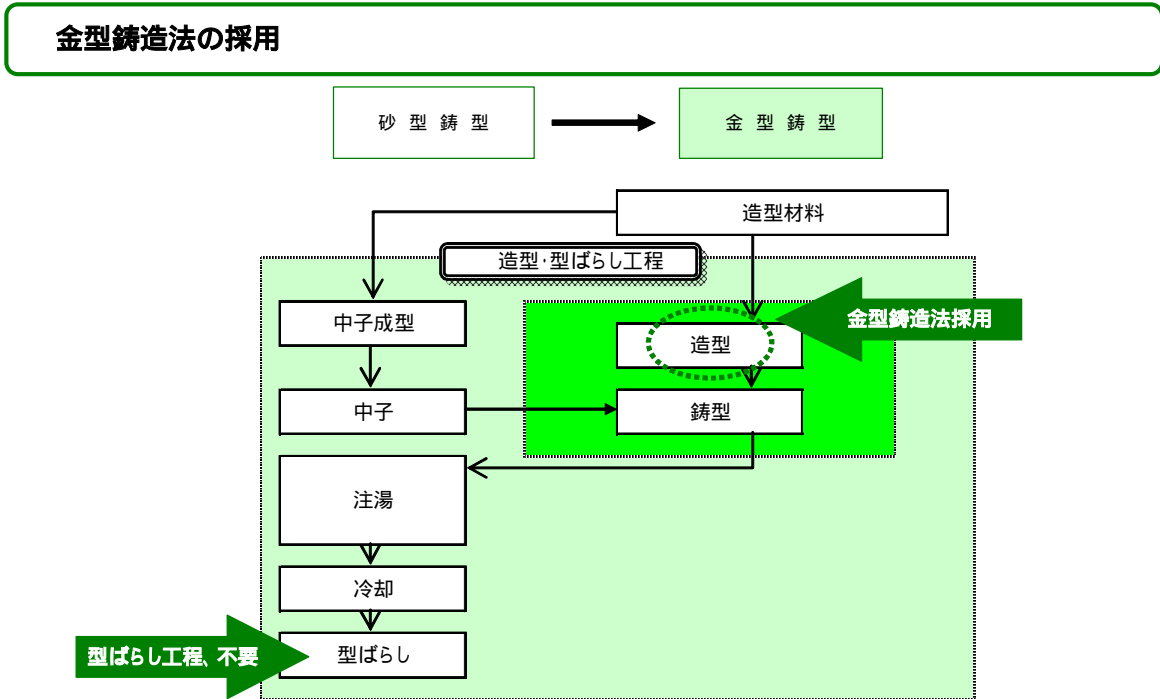 金型鋳造法の採用
砂 型 鋳 型
金 型 鋳 型
造型材料
造型・型ばらし工程
中子成型
造型
金型鋳造法採用
中子
鋳型
注湯
冷却
型ばらし工程、不要
型ばらし